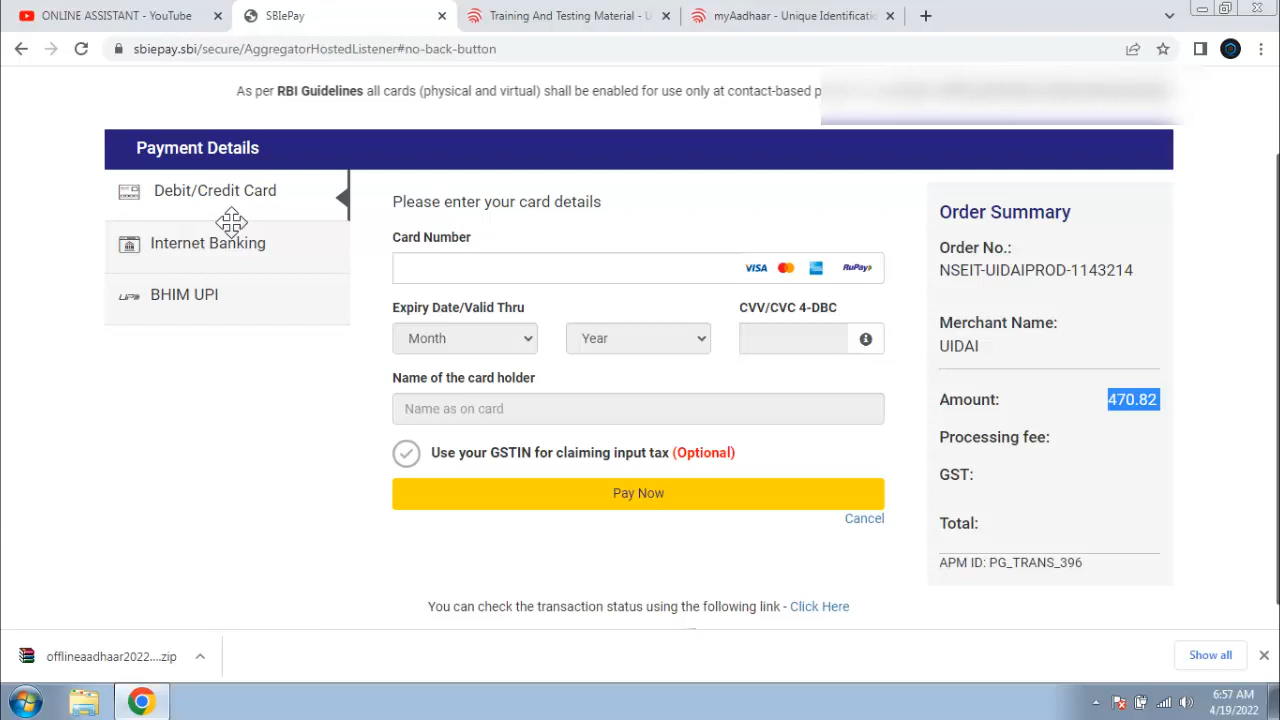 ONLINE ASSISTANT - YouTube
SBIePay
Training And Testing Material - U
myAadhaar - Unique Identificati
sbiepay.sbi/secure/AggregatorHostedListener#no-back-button
As per RBI Guidelines all cards (physical and virtual) shall be enabled for use only at contact-based
Payment Details
Debit/Credit Card
Internet Banking
BHIM UPI
Please enter your card details
Card Number
VISA RuPay
Expiry Date/Valid Thru
CVV/CVC 4-DBC
Month
Year
Name of the card holder
Name as on card
Use your GSTIN for claiming input tax (Optional)
Pay Now
Cancel
Order Summary
Order No.:
NSEIT-UIDAIPROD-1143214
Merchant Name:
UIDAI
Amount: 470.82
Processing fee:
GST:
Total:
APM ID: PG_TRANS_396
You can check the transaction status using the following link - Click Here
offlineaadhaar2022....zip
Show all
6:57 AM
4/19/2022